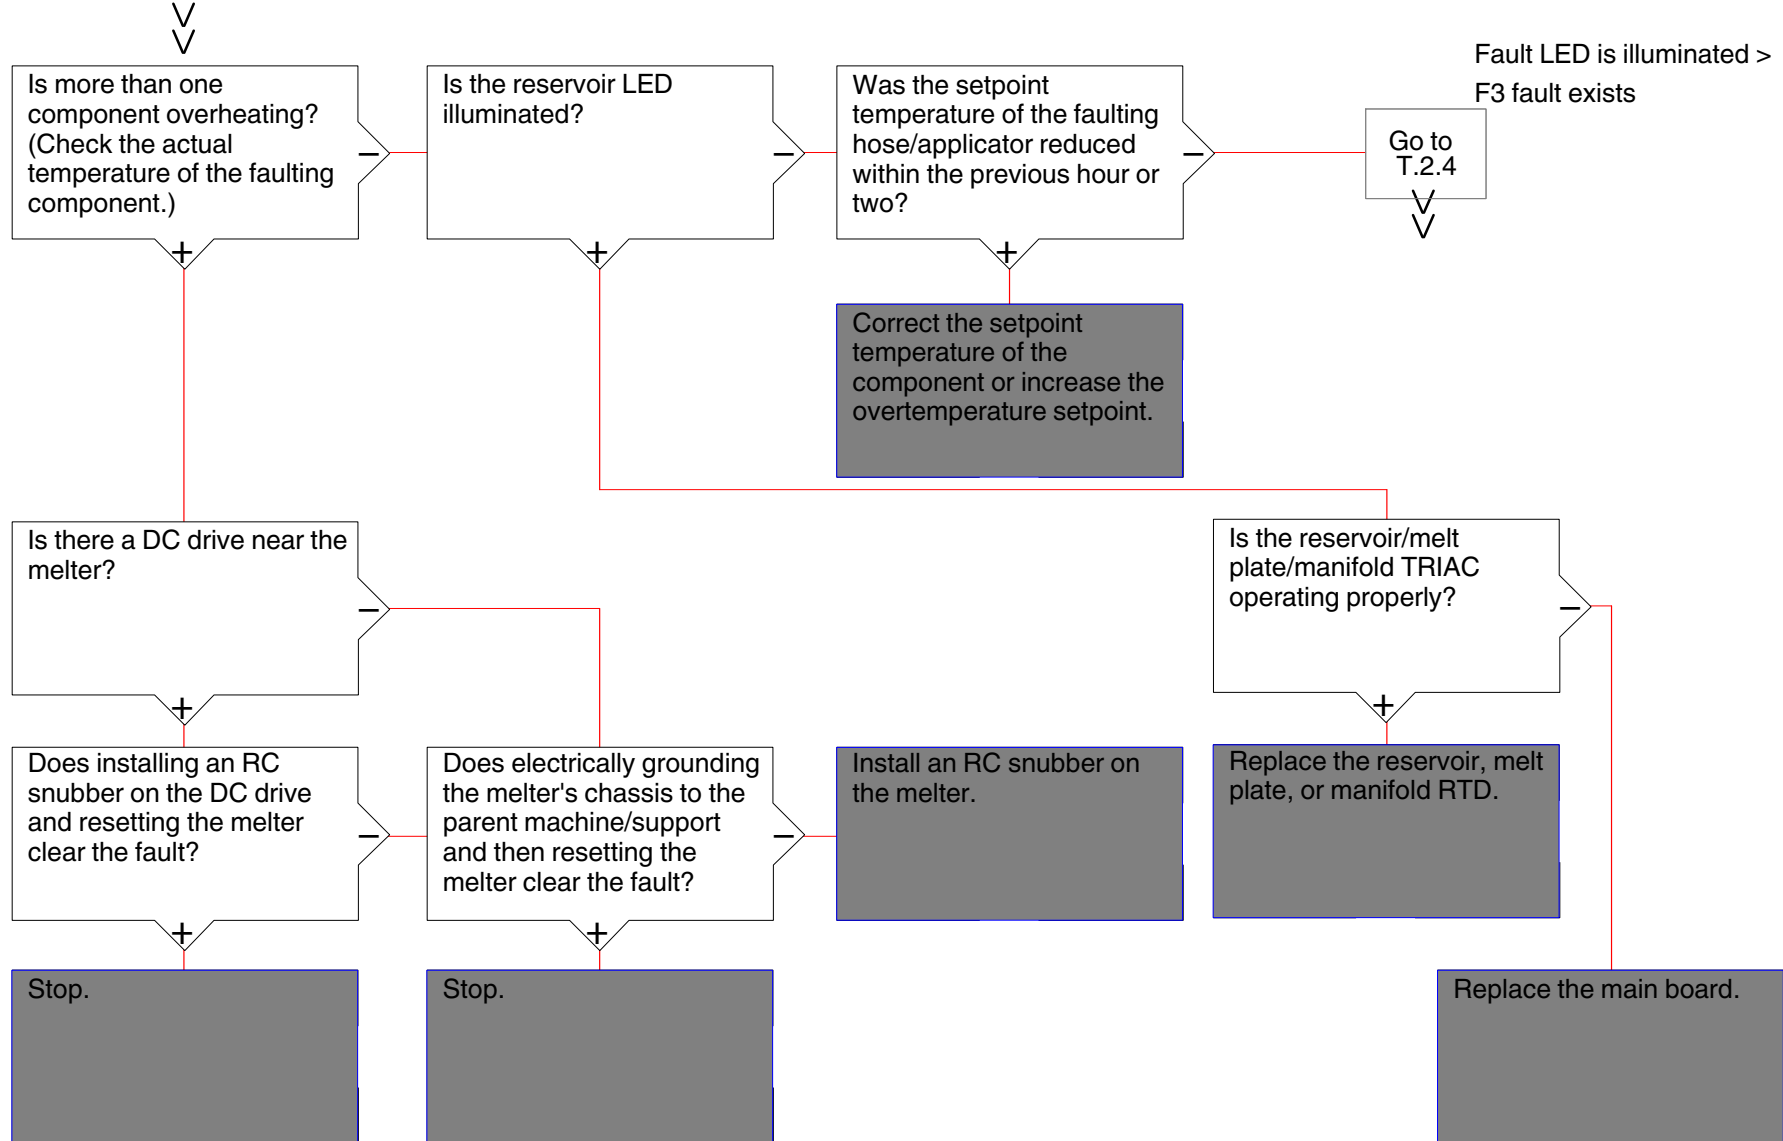 Fault LED is illuminated >
F3 fault exists
Is more than one
component overheating?
(Check the actual
temperature of the faulting
component.)
–
+
Is the reservoir LED
illuminated?
–
+
Was the setpoint
temperature of the faulting
hose/applicator reduced
within the previous hour or
two?
–
+
Go to
T.2.4
Correct the setpoint
temperature of the
component or increase the
overtemperature setpoint.
Is there a DC drive near the
melter?
–
+
Is the reservoir/melt
plate/manifold TRIAC
operating properly?
–
+
Does installing an RC
snubber on the DC drive
and resetting the melter
clear the fault?
–
+
Does electrically grounding
the melter's chassis to the
parent machine/support
and then resetting the
melter clear the fault?
–
+
Install an RC snubber on
the melter.
Replace the reservoir, melt
plate, or manifold RTD.
Stop.
Stop.
Replace the main board.